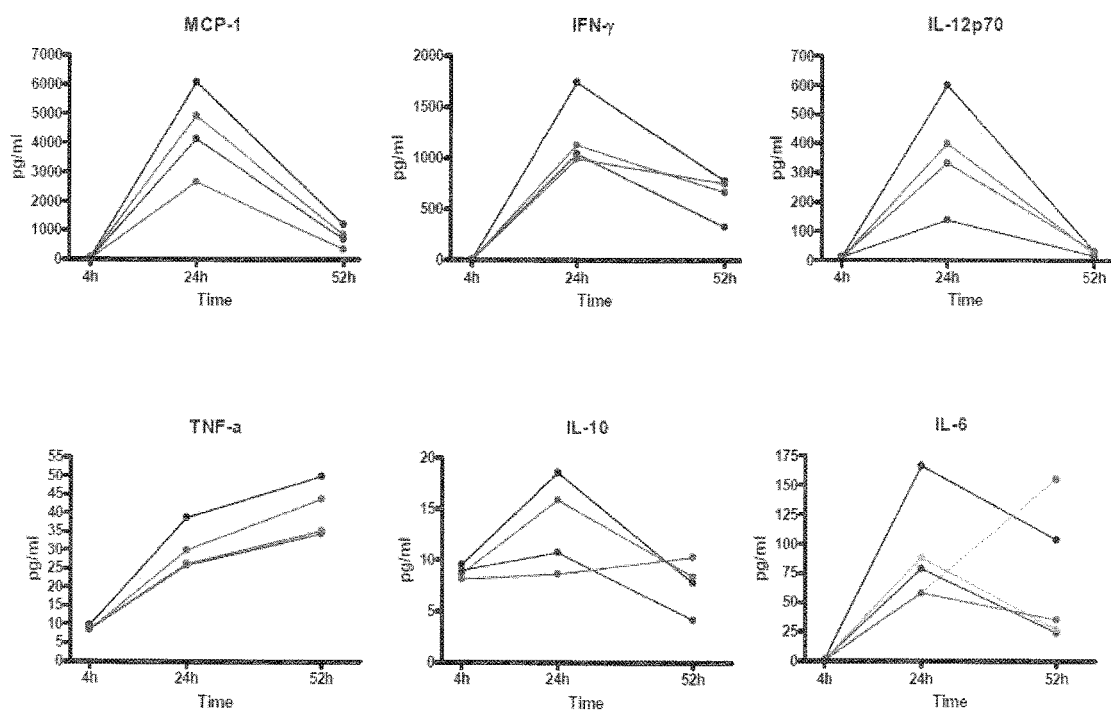 MCP-1
7000
6000
5000
4000
3000
2000
1000
0
pg/ml
4h 24h 52h
Time
IFN-γ
2000
1500
1000
500
0
pg/ml
4h 24h 52h
Time
IL-12p70
700
600
500
400
300
200
100
0
pg/ml
4h 24h 52h
Time
TNF-a
55
50
45
40
35
30
25
20
15
10
5
0
pg/ml
4h 24h 52h
Time
IL-10
20
15
10
5
0
pg/ml
4h 24h 52h
Time
IL-6
175
150
125
100
75
50
25
0
pg/ml
4h 24h 52h
Time